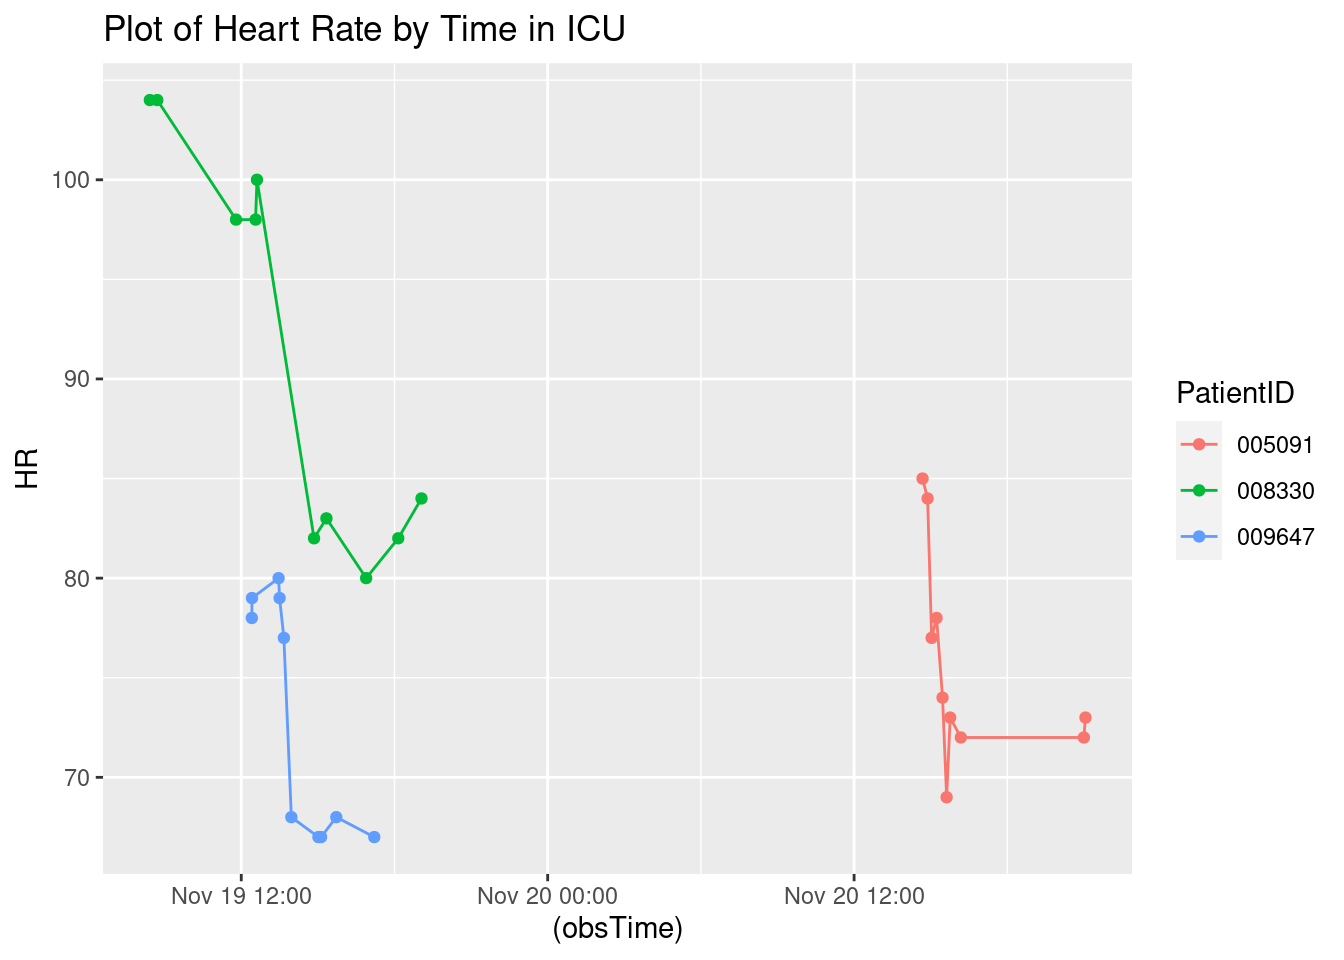 Plot of Heart Rate by Time in ICU
100
90
80
70
HR
Nov 19 12:00 Nov 20 00:00 Nov 20 12:00
(obsTime)
PatientID
005091
008330
009647